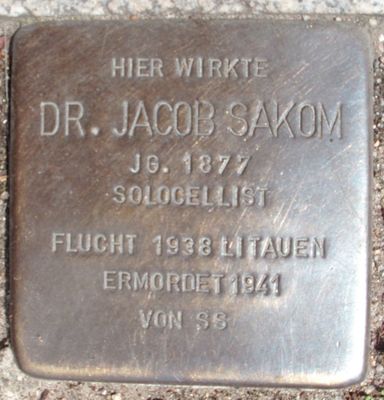 HIER WIRKTE
DR. JACOB SAKOM
JG. 1877
SOLOCELLIST
FLUCHT 1938 LITAUEN
ERMORDET 1941
VON SS